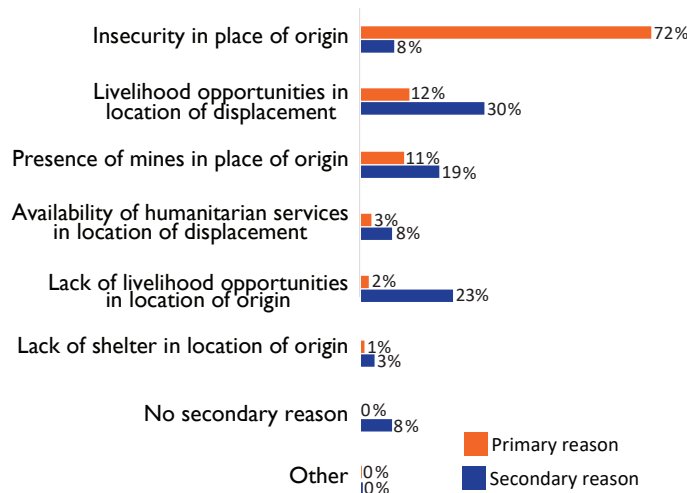 Insecurity in place of origin
72%
8%
Livelihood opportunities in
location of displacement
12%
30%
Presence of mines in place of origin
11%
19%
Availability of humanitarian services
in location of displacement
3%
8%
Lack of livelihood opportunities
in location of origin
2%
23%
Lack of shelter in location of origin
1%
3%
No secondary reason
0%
8%
Other
0%
0%
Primary reason
Secondary reason